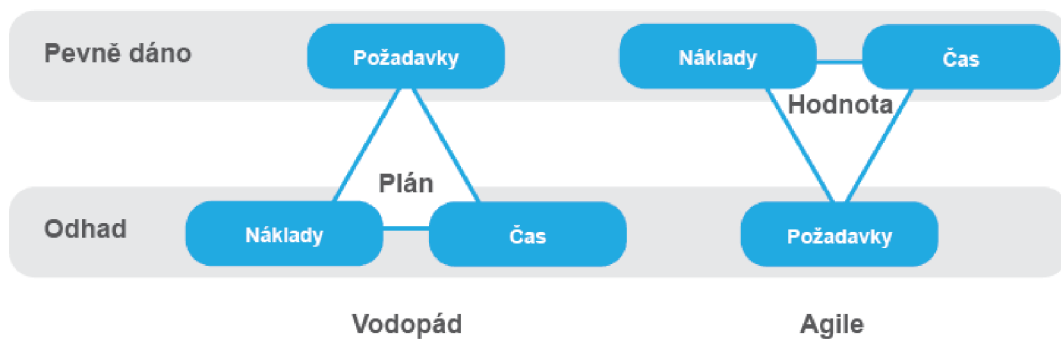 Pevně dáno
Požadavky
Náklady
Čas
Hodnota
Plán
Odhad
Náklady
Čas
Požadavky
Vodopád
Agile